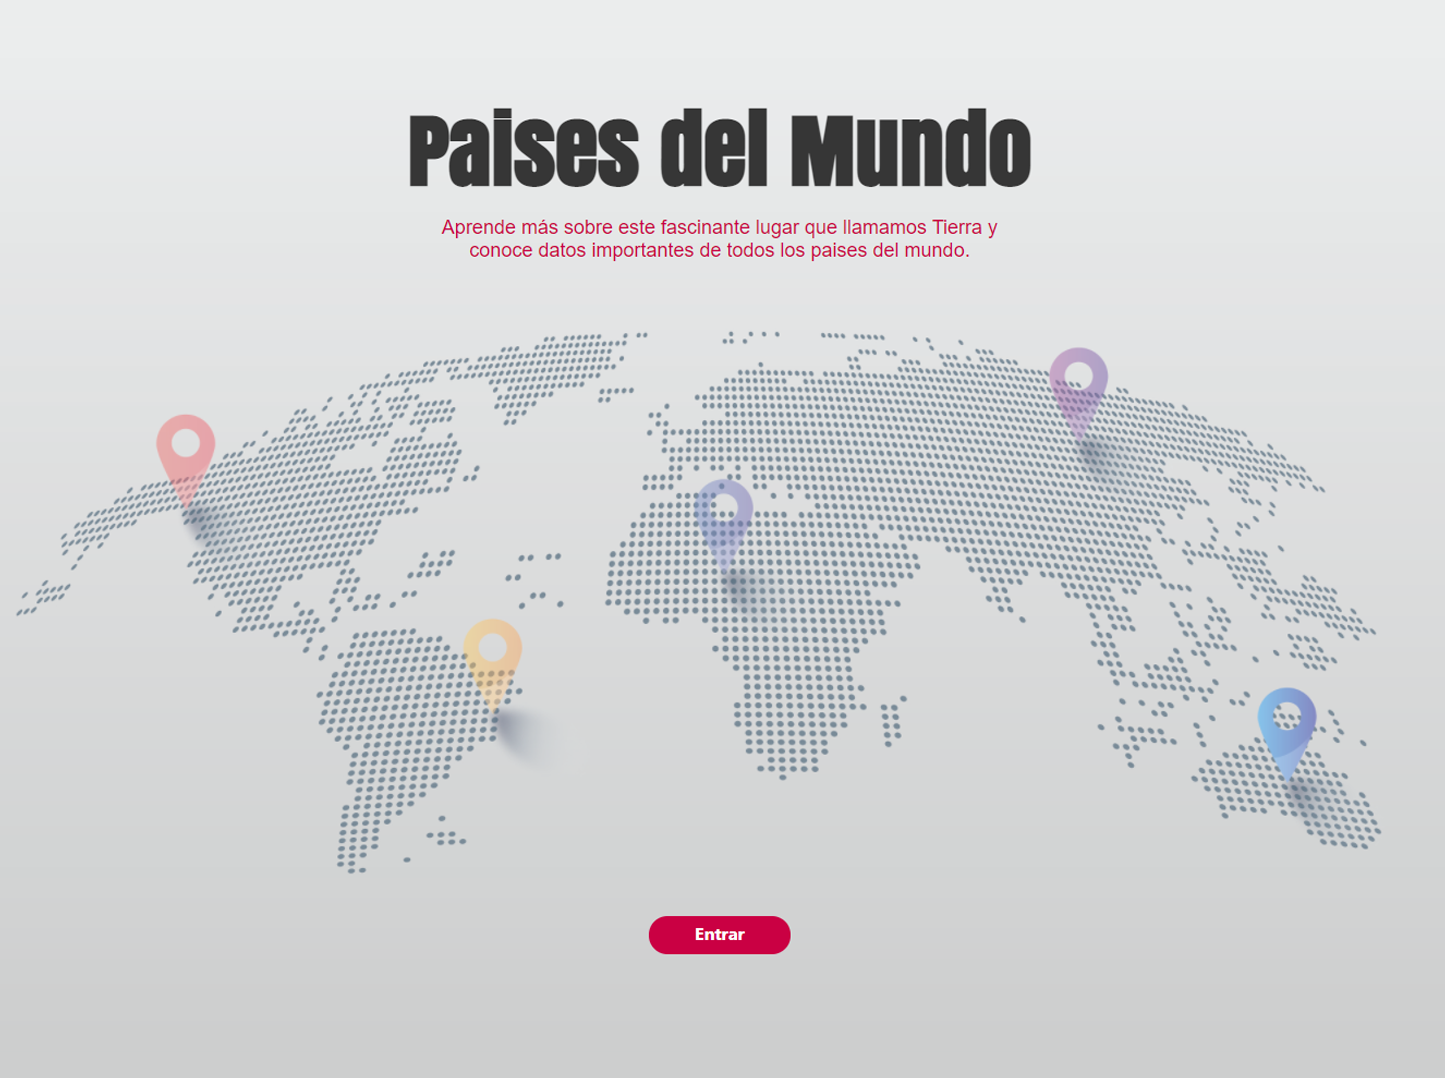 Paises del Mundo
Aprende más sobre este fascinante lugar que llamamos Tierra y
conoce datos importantes de todos los paises del mundo.
Entrar